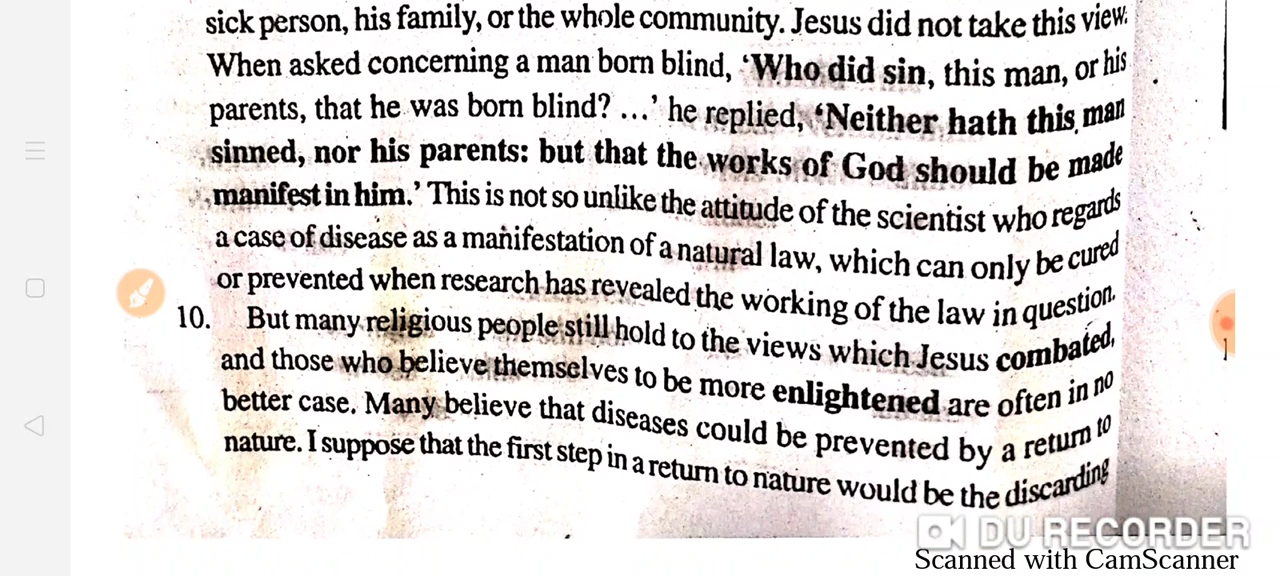 sick person, his family, or the whole community. Jesus did not take this view.
When asked concerning a man born blind, ‘Who did sin, this man, or his
parents, that he was born blind? ...’ he replied, ‘Neither hath this man
sinned, nor his parents: but that the works of God should be made
manifest in him.’ This is not so unlike the attitude of the scientist who regards
a case of disease as a manifestation of a natural law, which can only be cured
or prevented when research has revealed the working of the law in question.
10. But many religious people still hold to the views which Jesus combated,
and those who believe themselves to be more enlightened are often in no
better case. Many believe that diseases could be prevented by a return to
nature. I suppose that the first step in a return to nature would be the discarding
DU RECORDER
Scanned with CamScanner